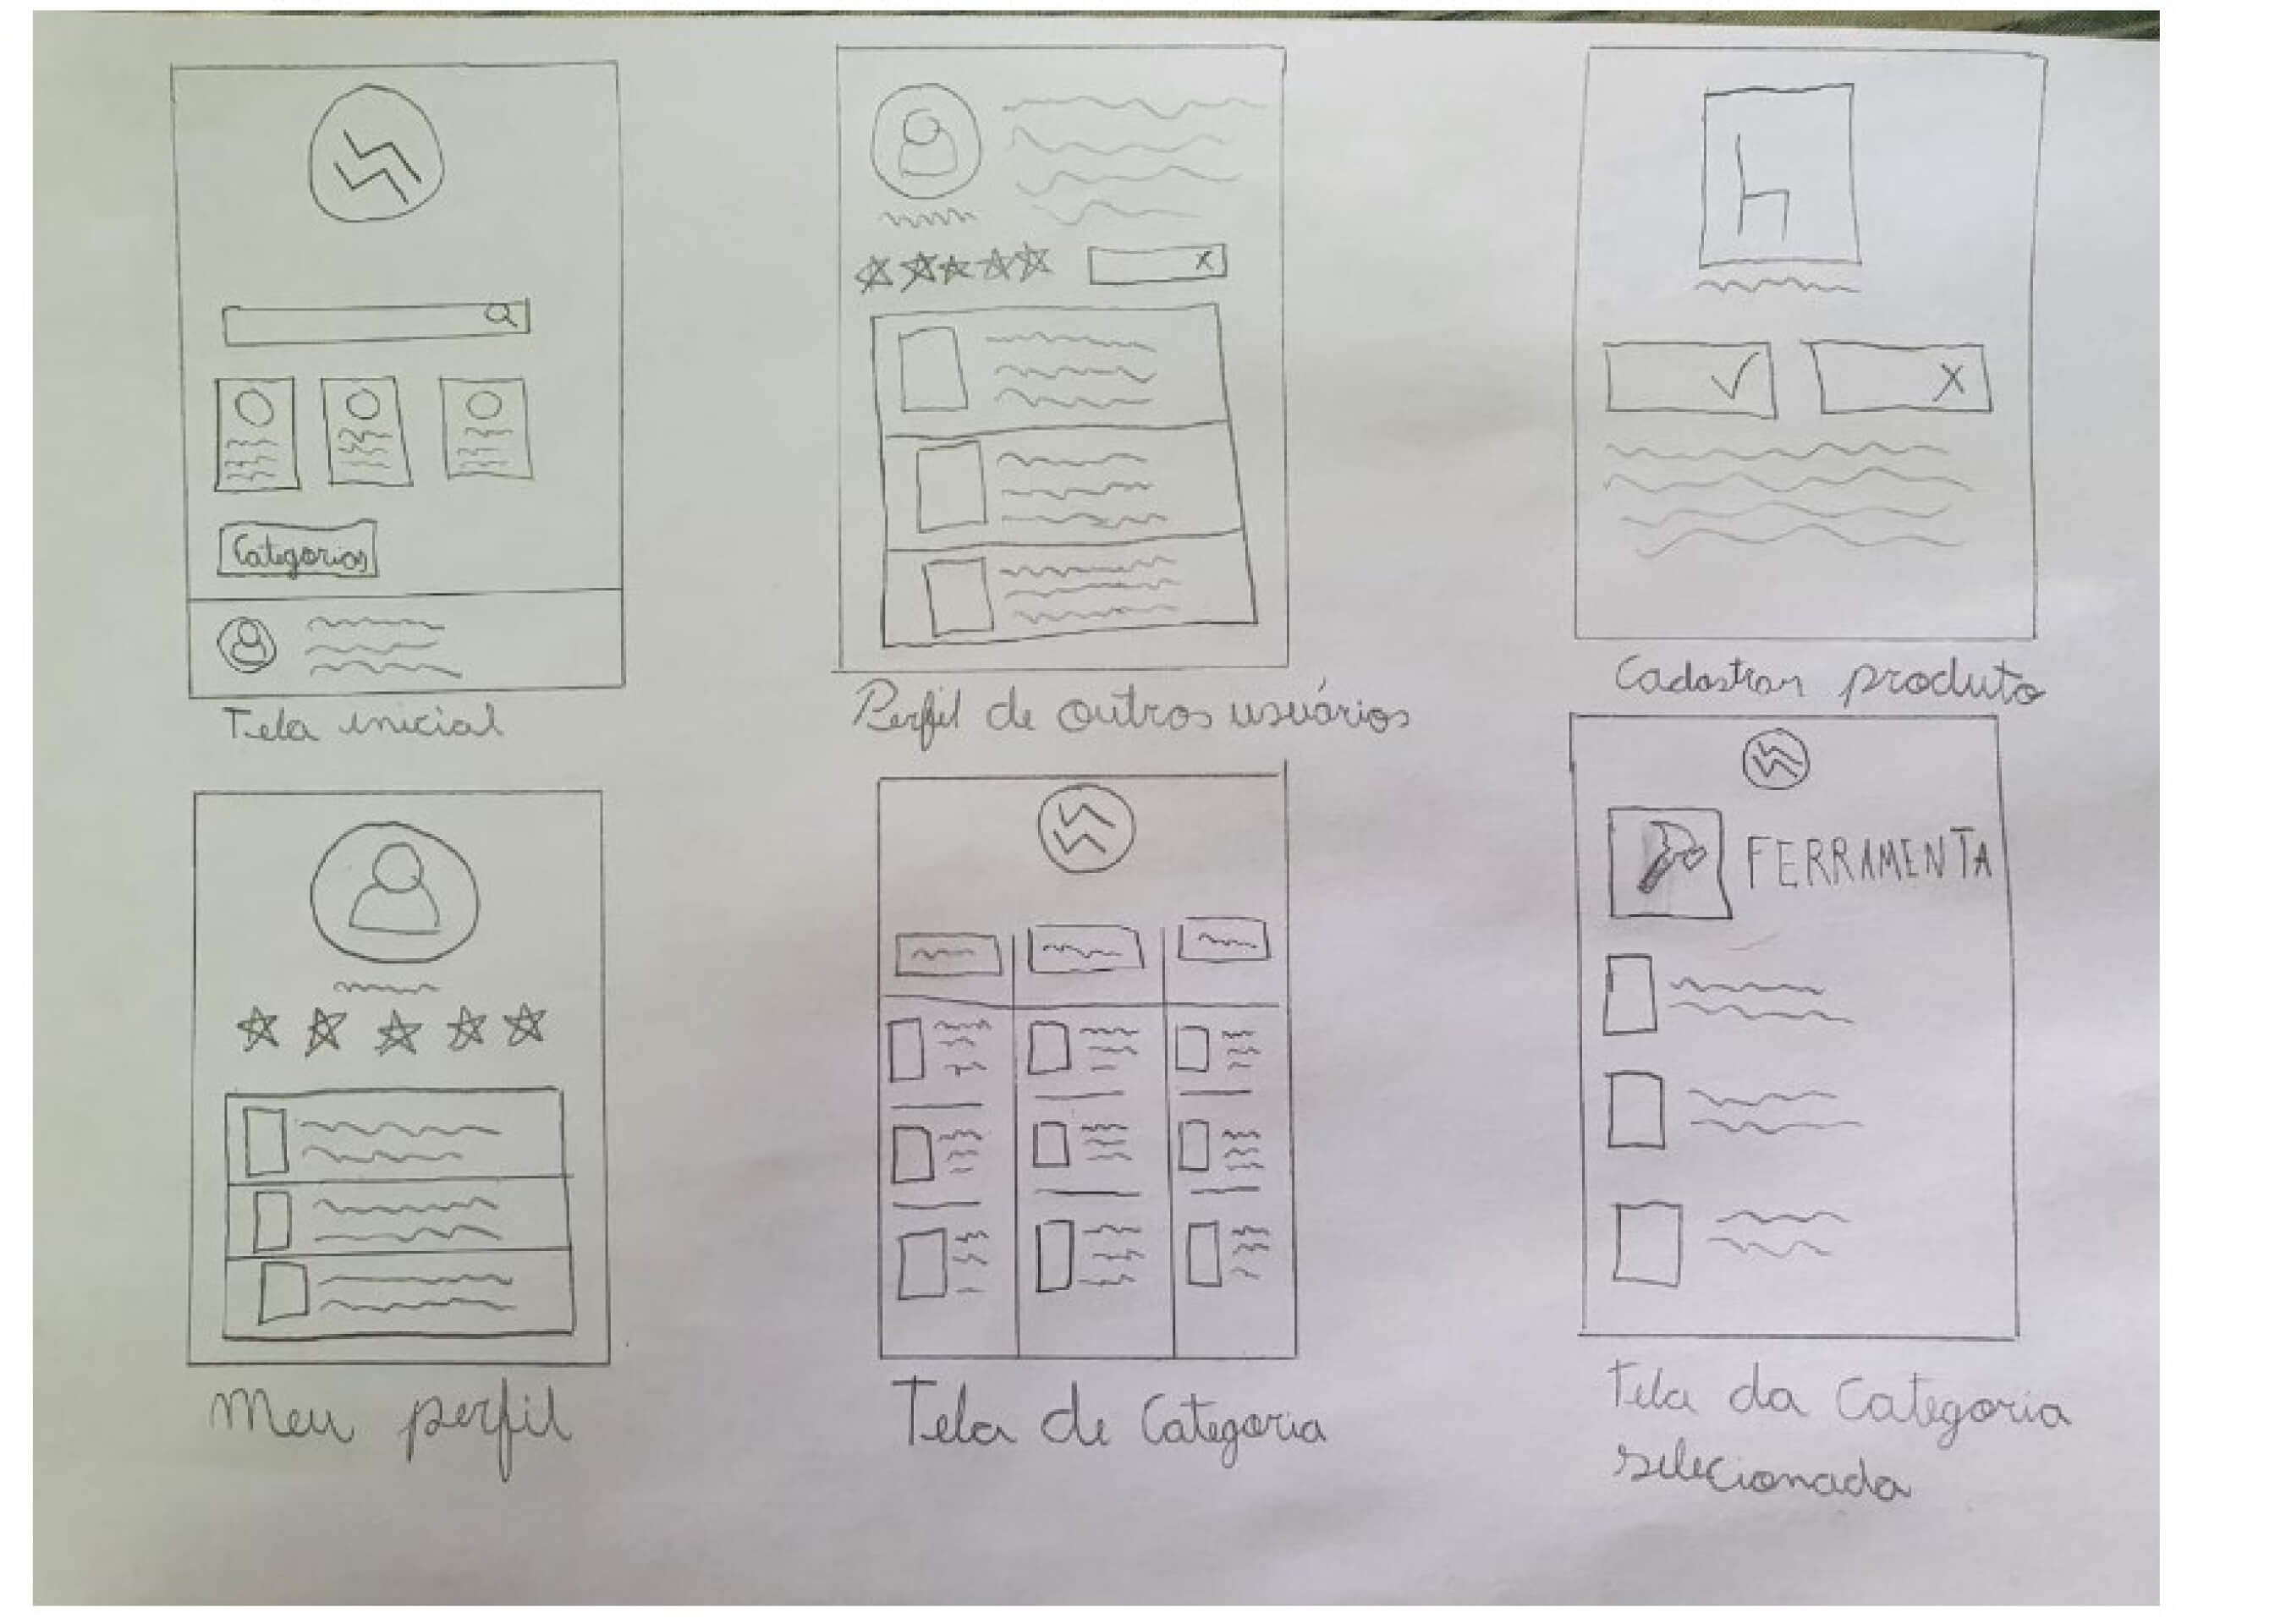 Categorias
Tela inicial
Perfil de outros usuários
Cadastrar produto
FERRAMENTA
Meu perfil
Tela de Categoria
Tela da Categoria
selecionada